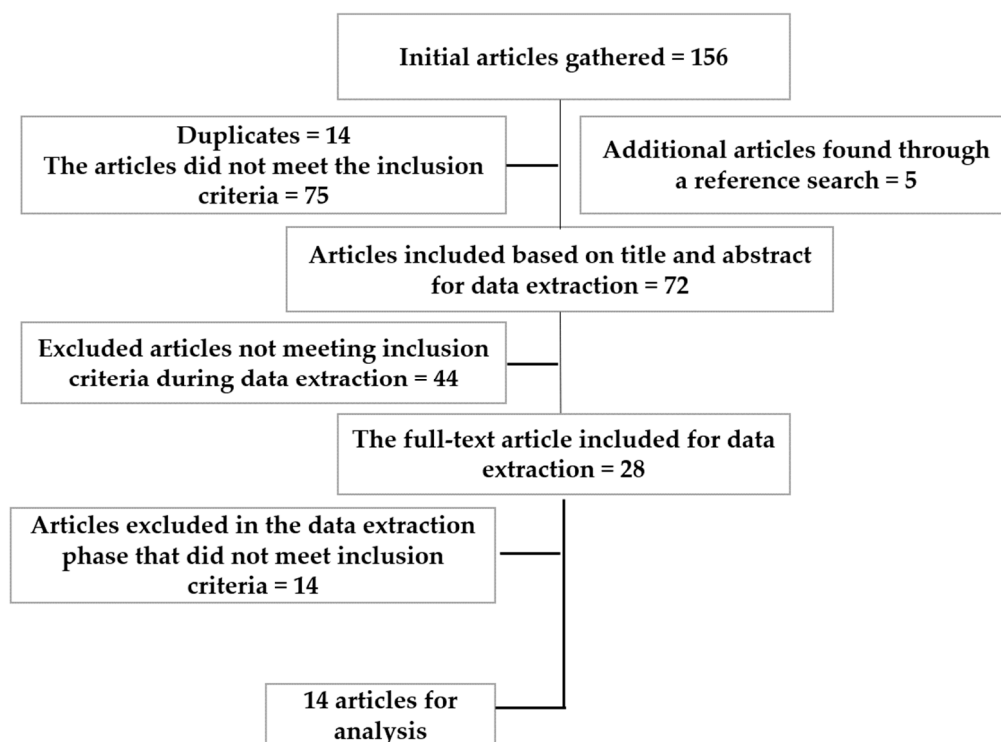 Initial articles gathered = 156
Duplicates = 14
The articles did not meet the inclusion
criteria = 75
Additional articles found through
a reference search = 5
Articles included based on title and abstract
for data extraction = 72
Excluded articles not meeting inclusion
criteria during data extraction = 44
The full-text article included for data
extraction = 28
Articles excluded in the data extraction
phase that did not meet inclusion
criteria = 14
14 articles for
analysis